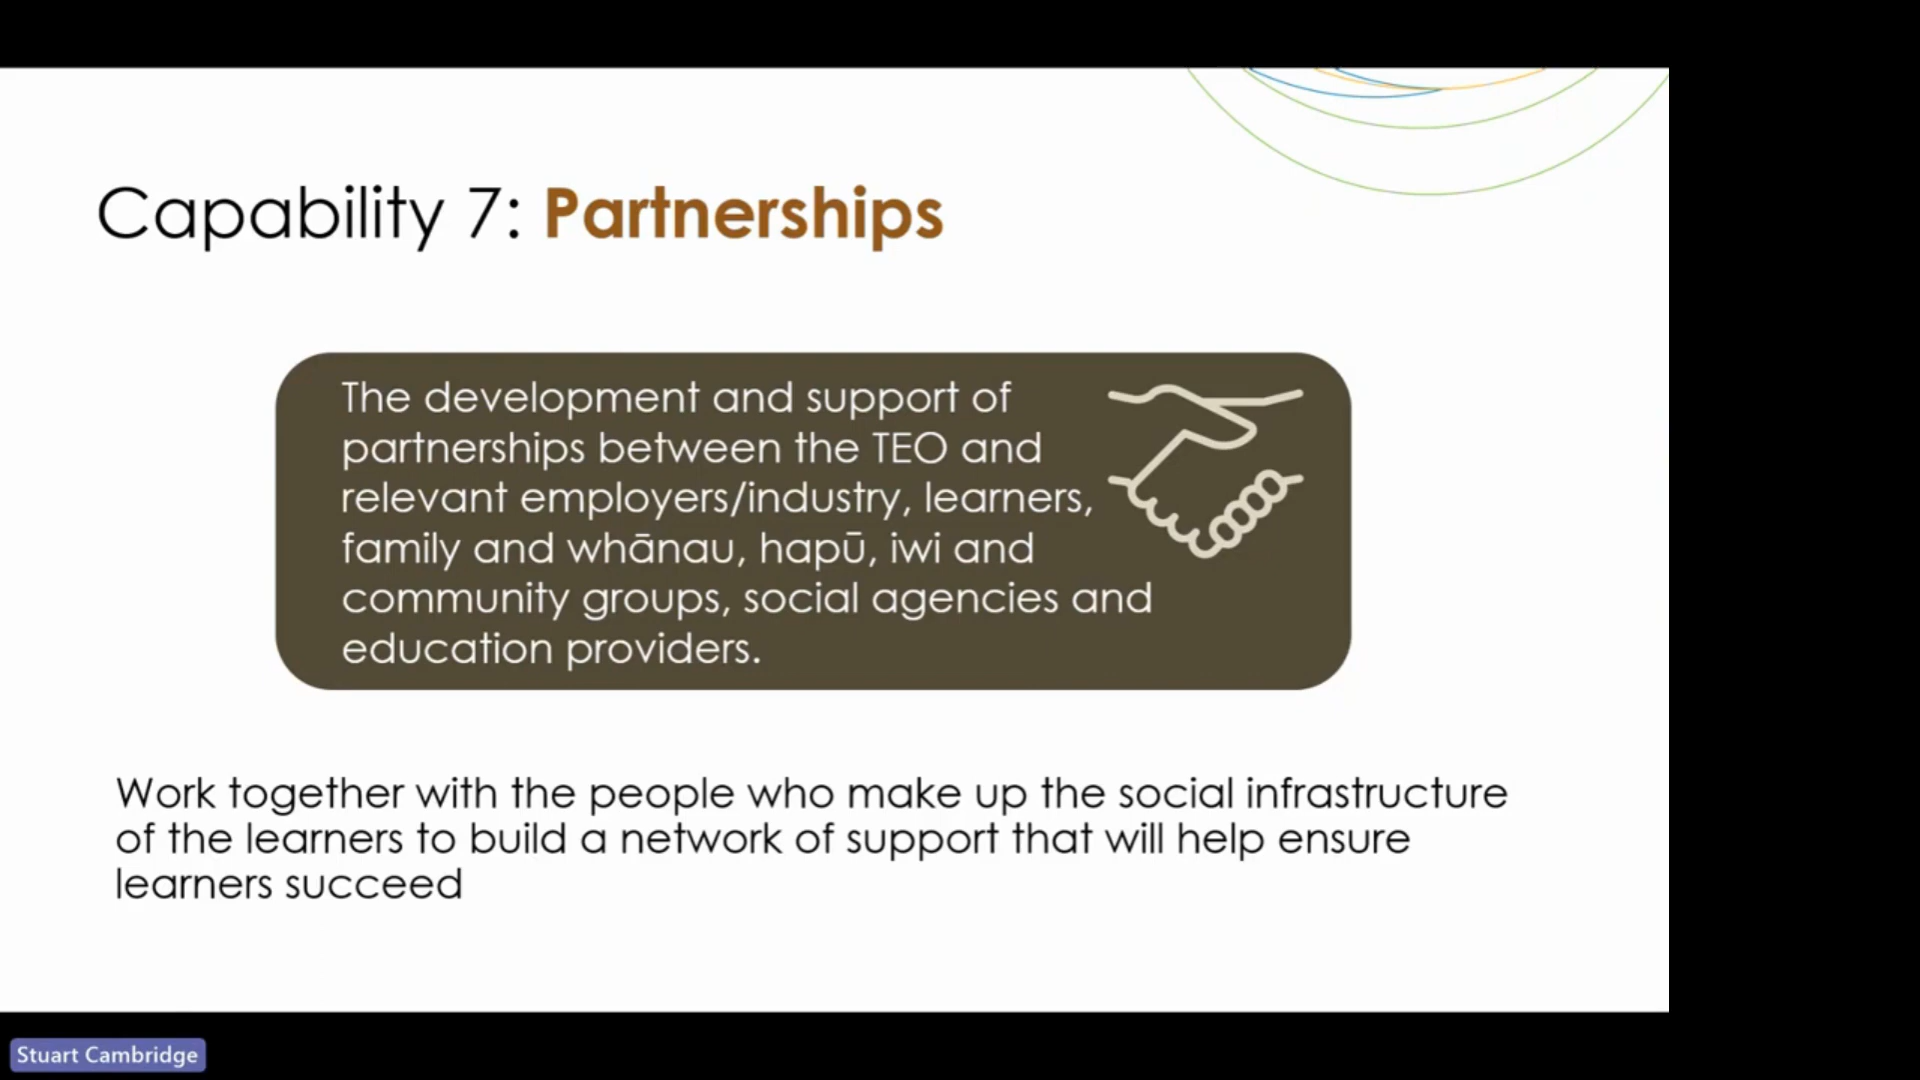 Capability 7: Partnerships
The development and support of
partnerships between the TEO and
relevant employers/industry, learners,
family and whānau, hapū, iwi and
community groups, social agencies and
education providers.
Work together with the people who make up the social infrastructure
of the learners to build a network of support that will help ensure
learners succeed
Stuart Cambridge